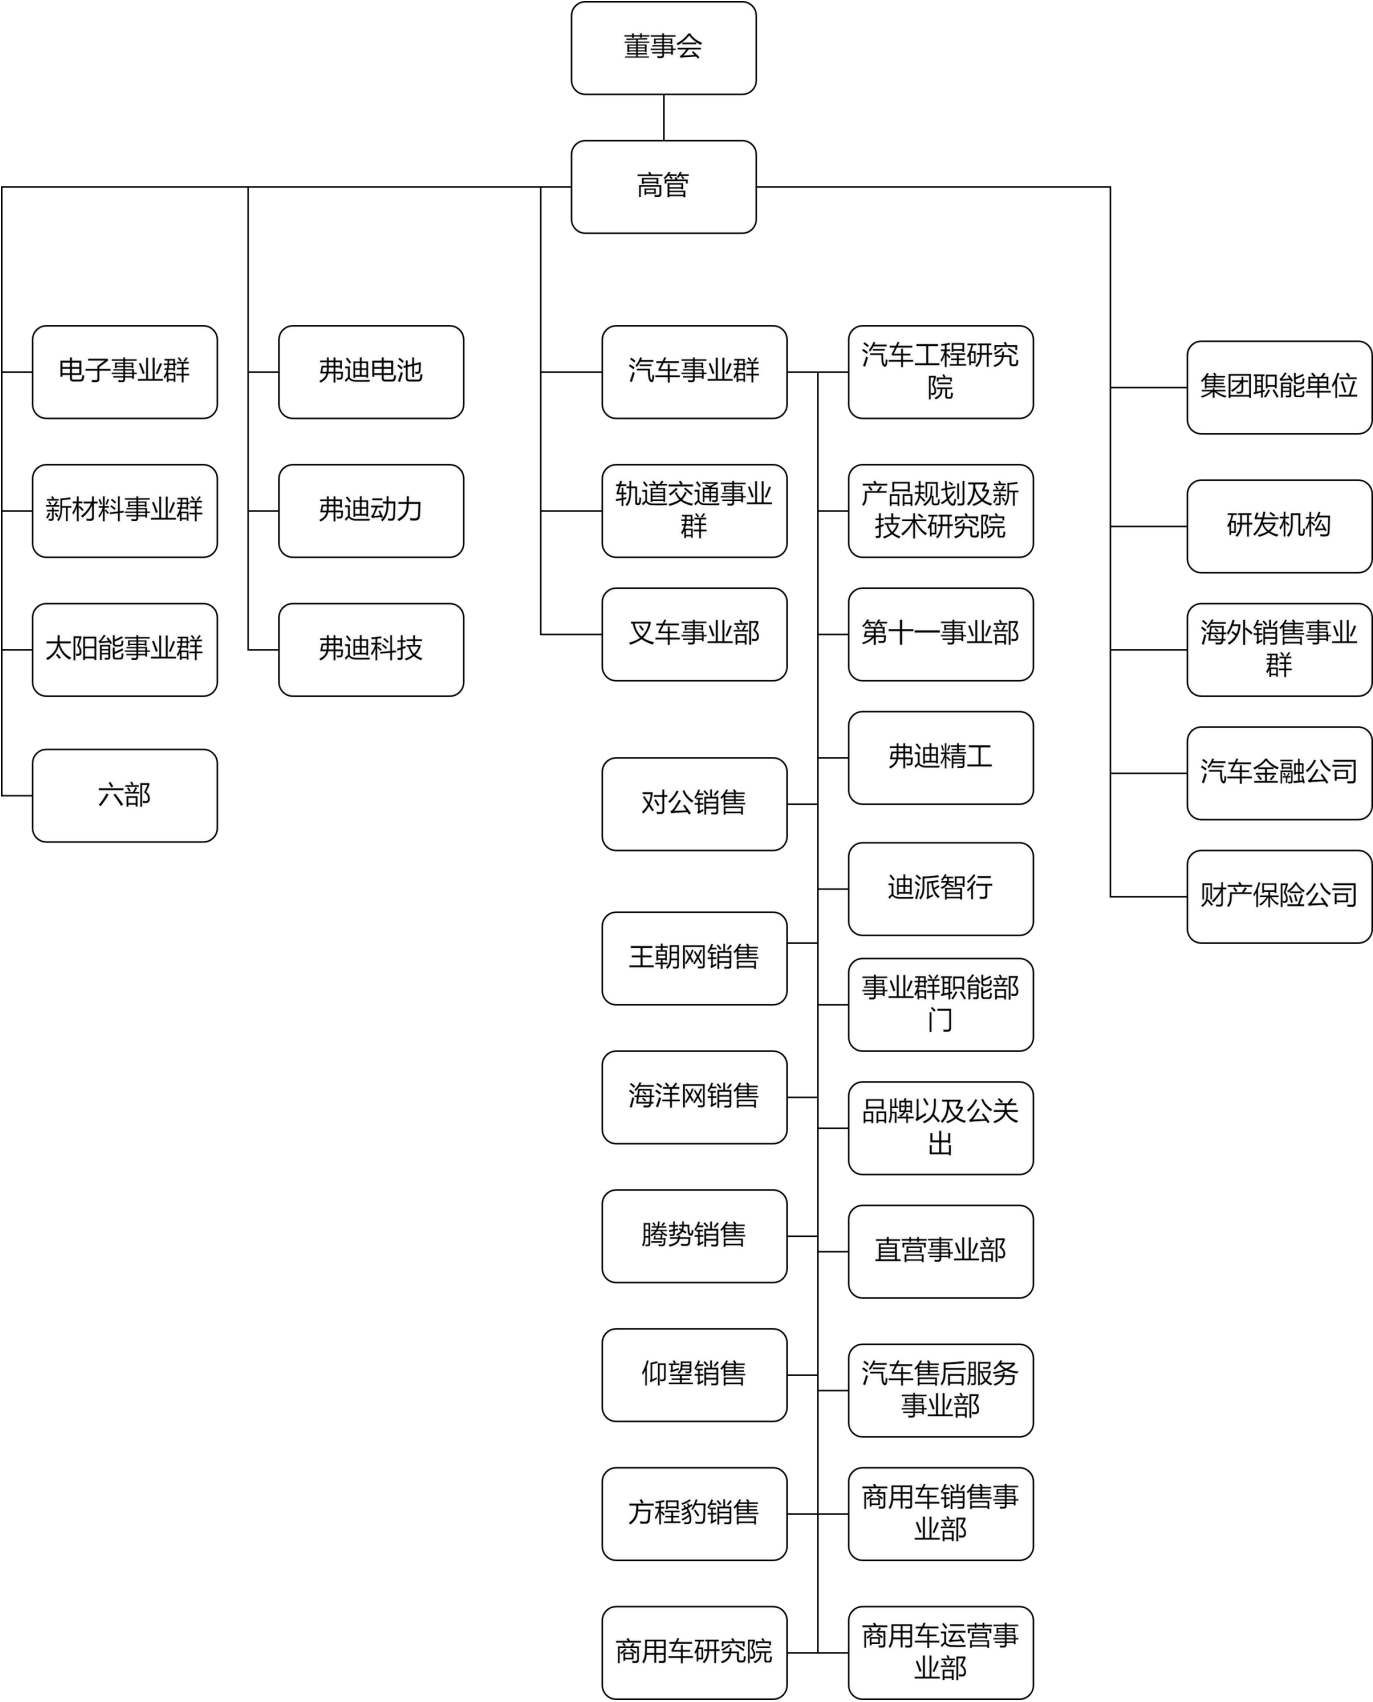 董事会
高管
电子事业群
新材料事业群
太阳能事业群
六部
弗迪电池
弗迪动力
弗迪科技
汽车事业群
轨道交通事业
群
叉车事业部
对公销售
王朝网销售
海洋网销售
腾势销售
仰望销售
方程豹销售
商用车研究院
汽车工程研究
院
产品规划及新
技术研究院
第十一事业部
弗迪精工
迪派智行
事业群职能部
门
品牌以及公关
出
直营事业部
汽车售后服务
事业部
商用车销售事
业部
商用车运营事
业部
集团职能单位
研发机构
海外销售事业
群
汽车金融公司
财产保险公司